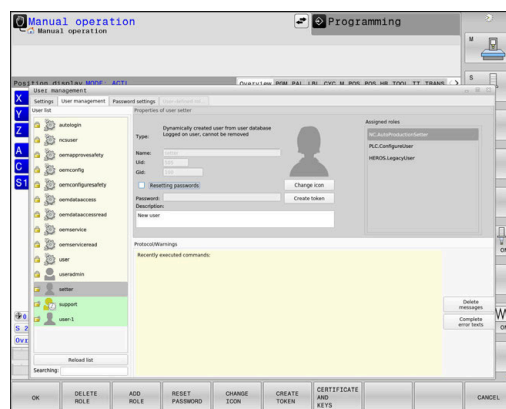 Manual operation
Manual operation
Programming
M
Position display MODE: ACTL
Overview PGM PAL LBL CYC M POS POS HR TOOL TT TRANS
S
X
Y
Z
A
C
S1
User management
Settings
User management
Password settings
User list
autologin
ncsuser
oemapprovesafety
oemconfig
oemconfiguresafety
oemdataaccess
oemdataaccessread
oemservice
oemserviceread
user
useradmin
setter
support
user-1
Reload list
Searching:
Properties of user setter
Type:
Dynamically created user from user database
Logged on user, cannot be removed
Name:
setter
Uid:
Gid:
Resetting passwords
Password:
Description:
New user
Change icon
Create token
Assigned roles
NC.AutoProductionSetter
PLC.ConfigureUser
HEROS.LegacyUser
Protocol/Warnings
Recently executed commands:
Delete
messages
Complete
error texts
S 2
Ovr
OK
DELETE
ROLE
ADD
ROLE
RESET
PASSWORD
CHANGE
ICON
CREATE
TOKEN
CERTIFICATE
AND
KEYS
CANCEL